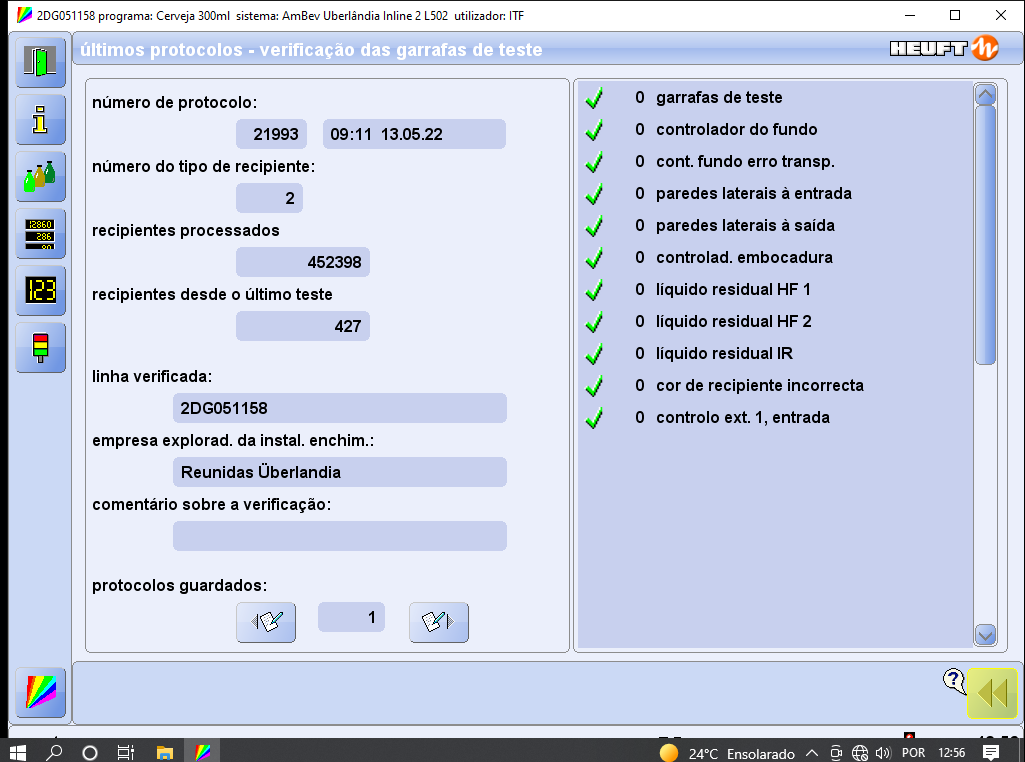 2DG051158 programa: Cerveja 300ml sistema: AmBev Uberlândia Inline 2 L502 utilizador: ITF
últimos protocolos - verificação das garrafas de teste
HEUFT
número de protocolo:
21993
09:11 13.05.22
número do tipo de recipiente:
2
recipientes processados
452398
recipientes desde o último teste
427
linha verificada:
2DG051158
empresa explorad. da instal. enchim.:
Reunidas Überlandia
comentário sobre a verificação:
protocolos guardados:
1
0 garrafas de teste
0 controlador do fundo
0 cont. fundo erro transp.
0 paredes laterais à entrada
0 paredes laterais à saída
0 controlad. embocadura
0 líquido residual HF 1
0 líquido residual HF 2
0 líquido residual IR
0 cor de recipiente incorrecta
0 controlo ext. 1, entrada
i
12860
286
90
123
?
24°C Ensolarado
POR
12:56